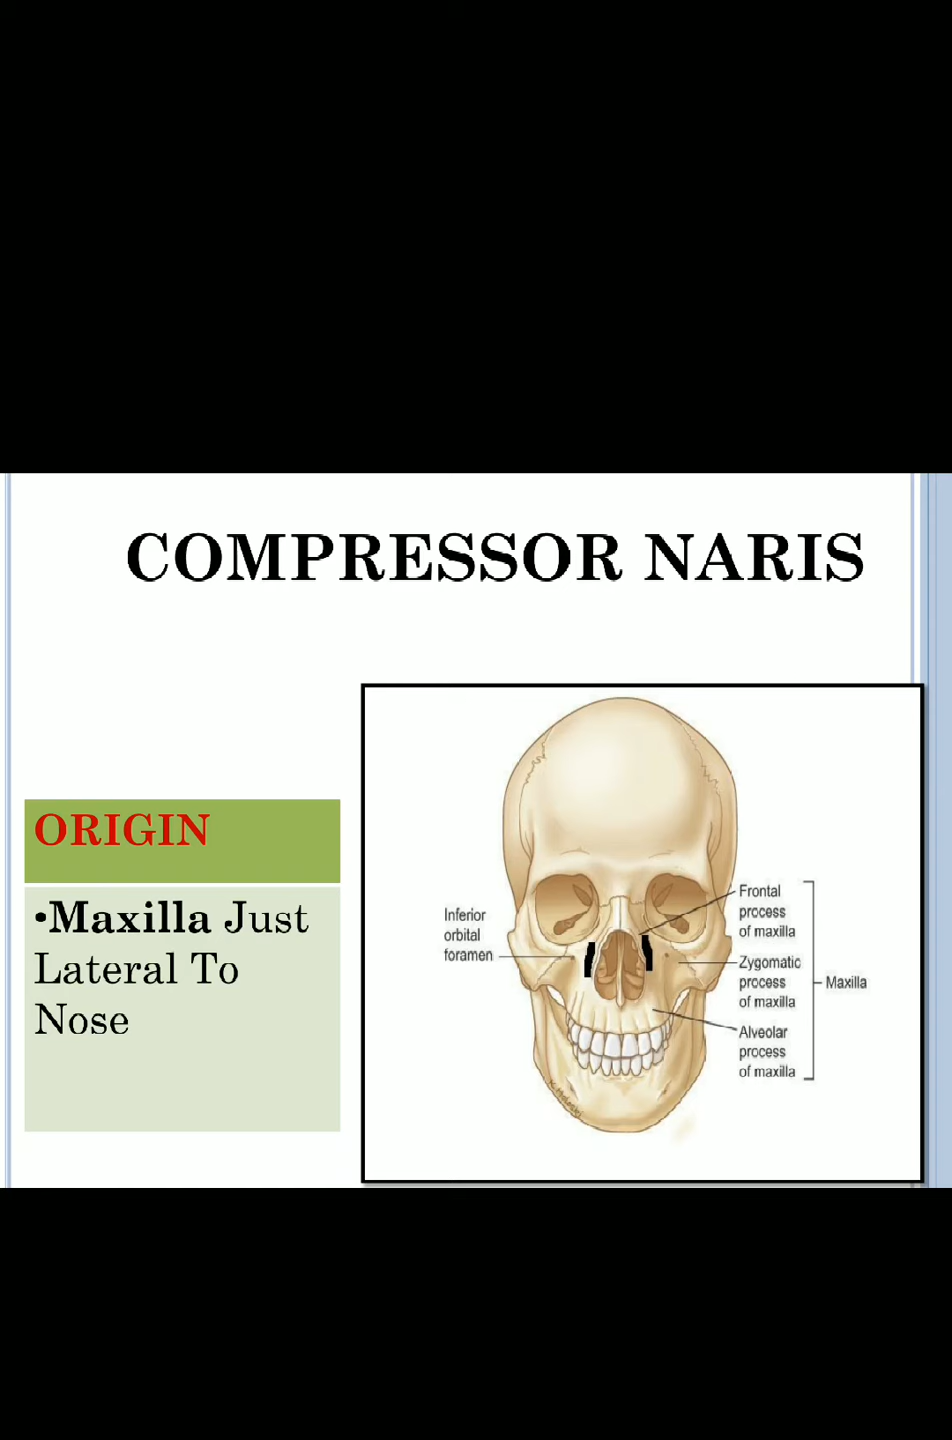 COMPRESSOR NARIS
ORIGIN
•Maxilla Just
Lateral To
Nose
Inferior
orbital
foramen
Frontal
process
of maxilla
Zygomatic
process
of maxilla
Maxilla
Alveolar
process
of maxilla